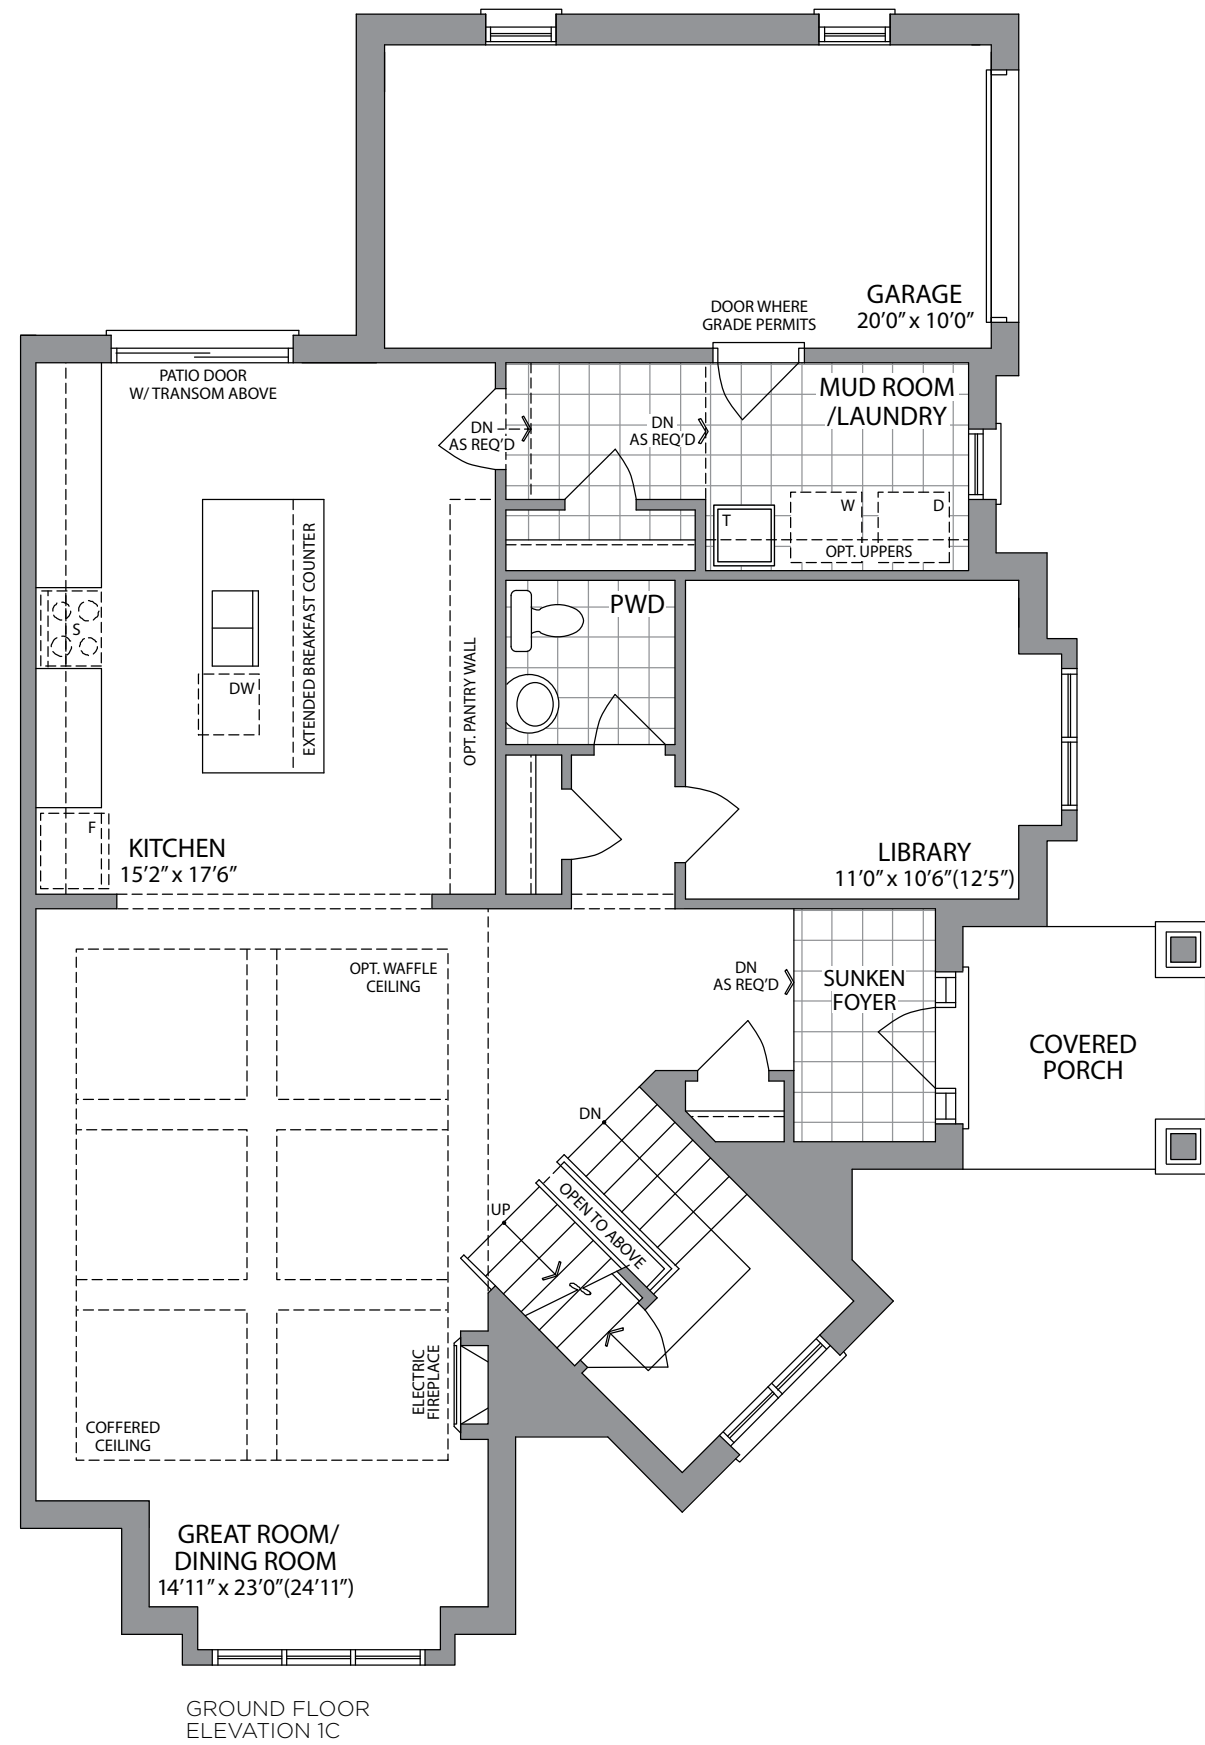 GARAGE
20'0" x 10'0"
DOOR WHERE
GRADE PERMITS
PATIO DOOR
W/ TRANSOM ABOVE
MUD ROOM
/LAUNDRY
DN
AS REQ'D
DN
AS REQ'D
T
W
D
OPT. UPPERS
EXTENDED BREAKFAST COUNTER
S
DW
OPT. PANTRY WALL
F
PWD
KITCHEN
15'2" x 17'6"
LIBRARY
11'0" x 10'6"(12'5")
OPT. WAFFLE
CEILING
DN
AS REQ'D
SUNKEN
FOYER
COVERED
PORCH
DN
UP
OPEN TO ABOVE
ELECTRIC
FIREPLACE
COFFERED
CEILING
GREAT ROOM/
DINING ROOM
14'11" x 23'0"(24'11")
GROUND FLOOR
ELEVATION 1C